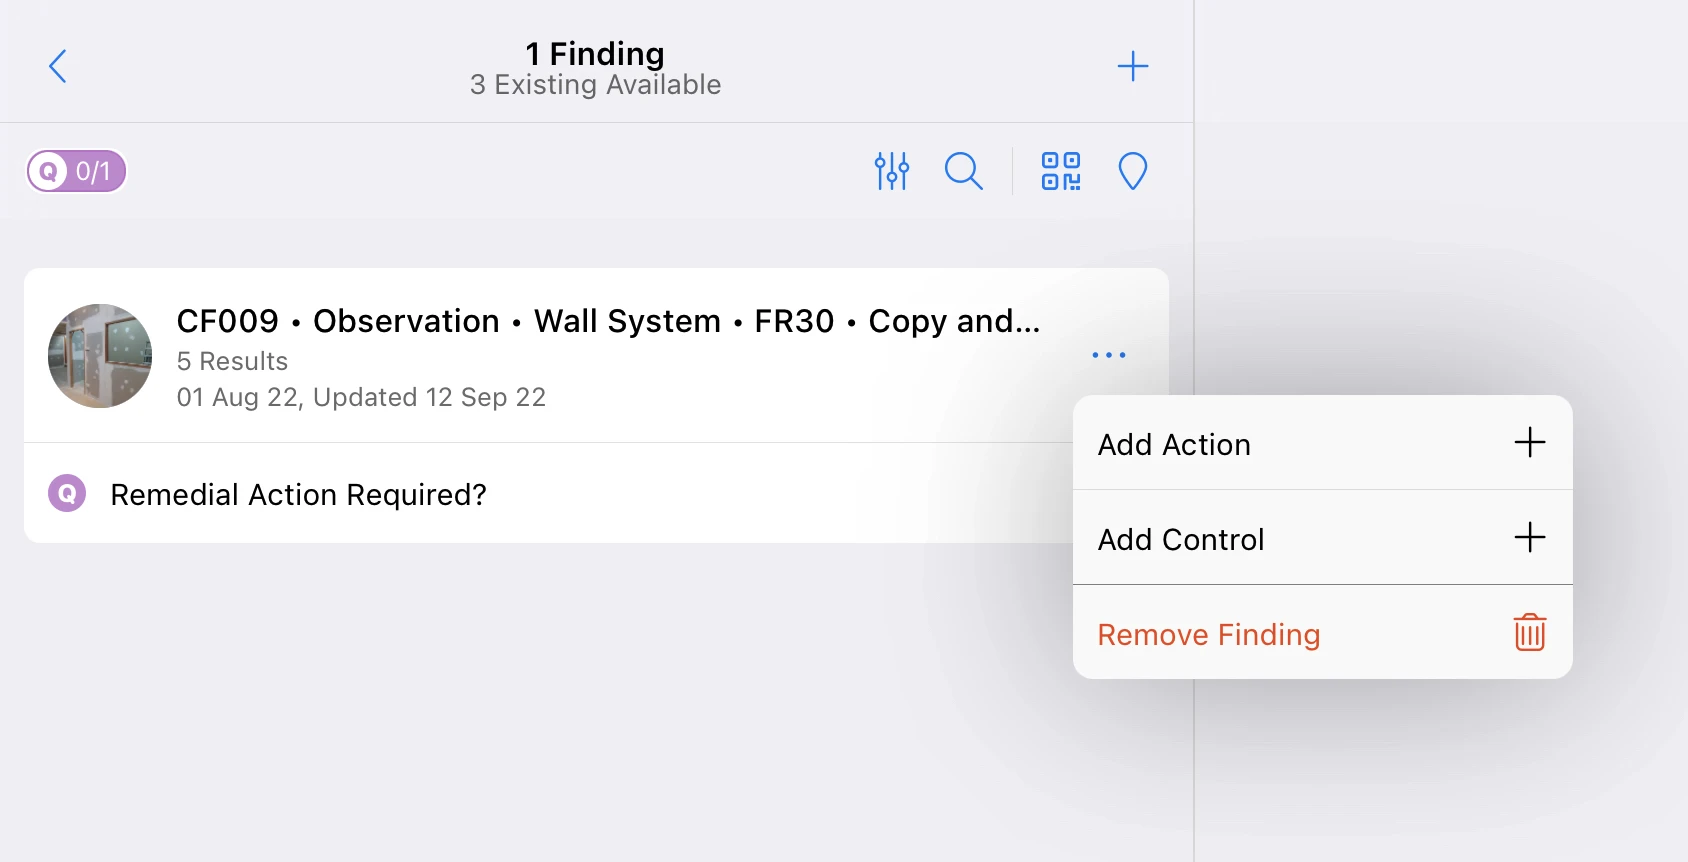 1 Finding
3 Existing Available
Q 0/1
CF009 • Observation • Wall System • FR30 • Copy and...
5 Results
01 Aug 22, Updated 12 Sep 22
Q Remedial Action Required?
Add Action
Add Control
Remove Finding